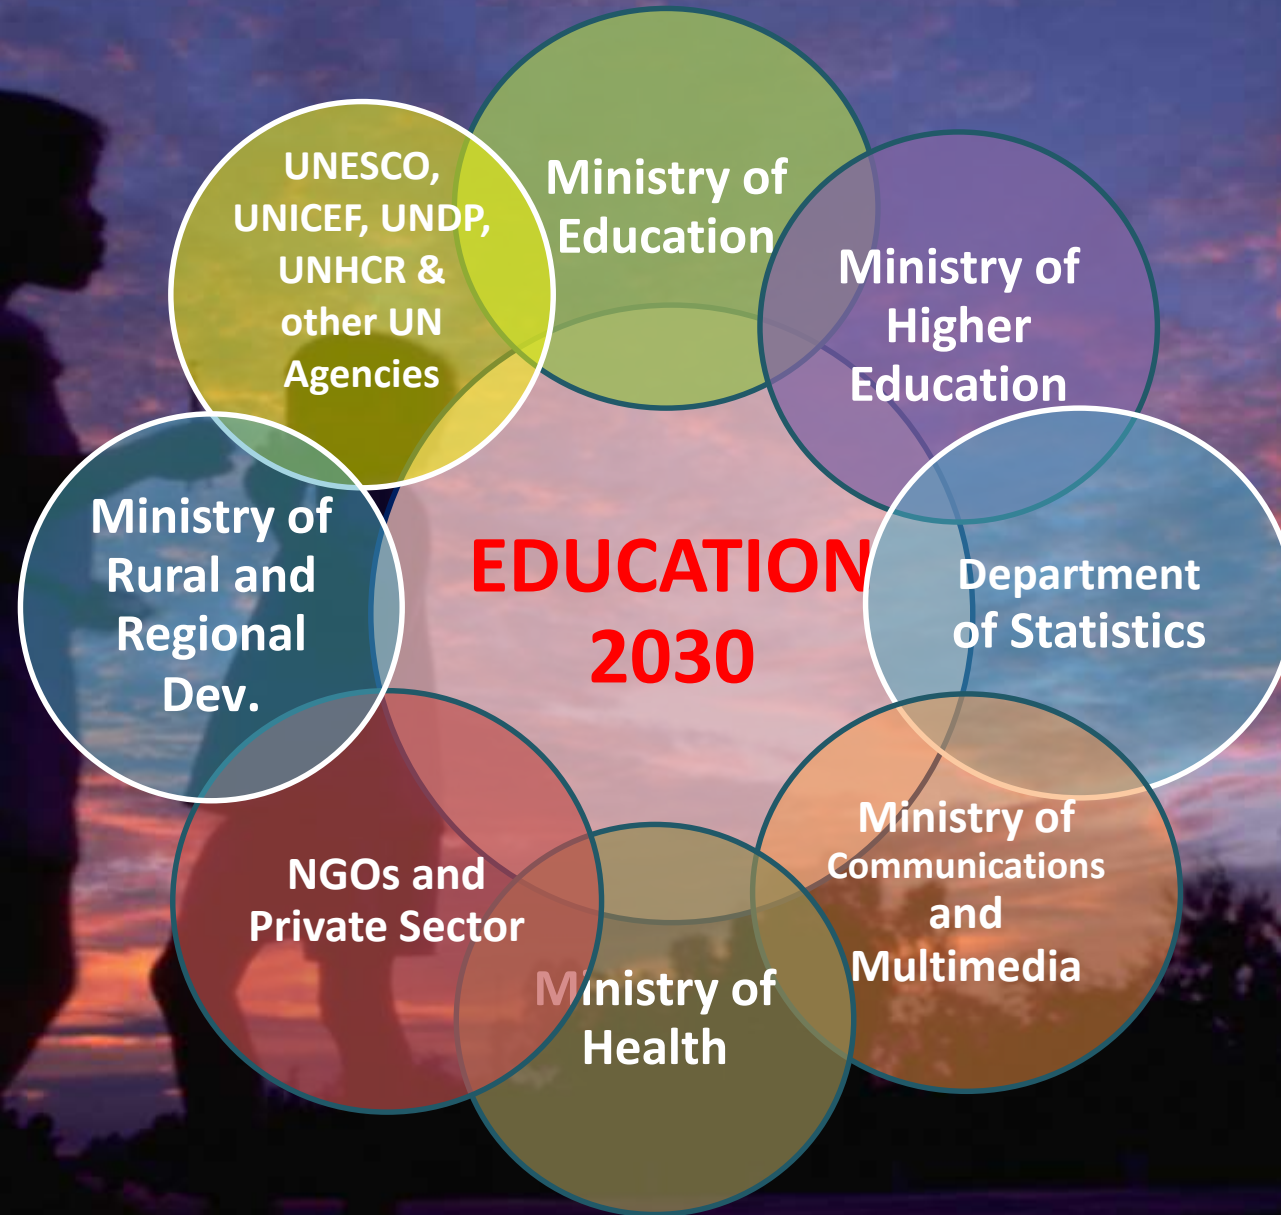 Ministry of
Education
Ministry of
Higher
Education
Department
of Statistics
Ministry of
Communications
and
Multimedia
Ministry of
Health
NGOs and
Private Sector
Ministry of
Rural and
Regional
Dev.
UNESCO,
UNICEF, UNDP,
UNHCR &
other UN
Agencies
EDUCATION
2030